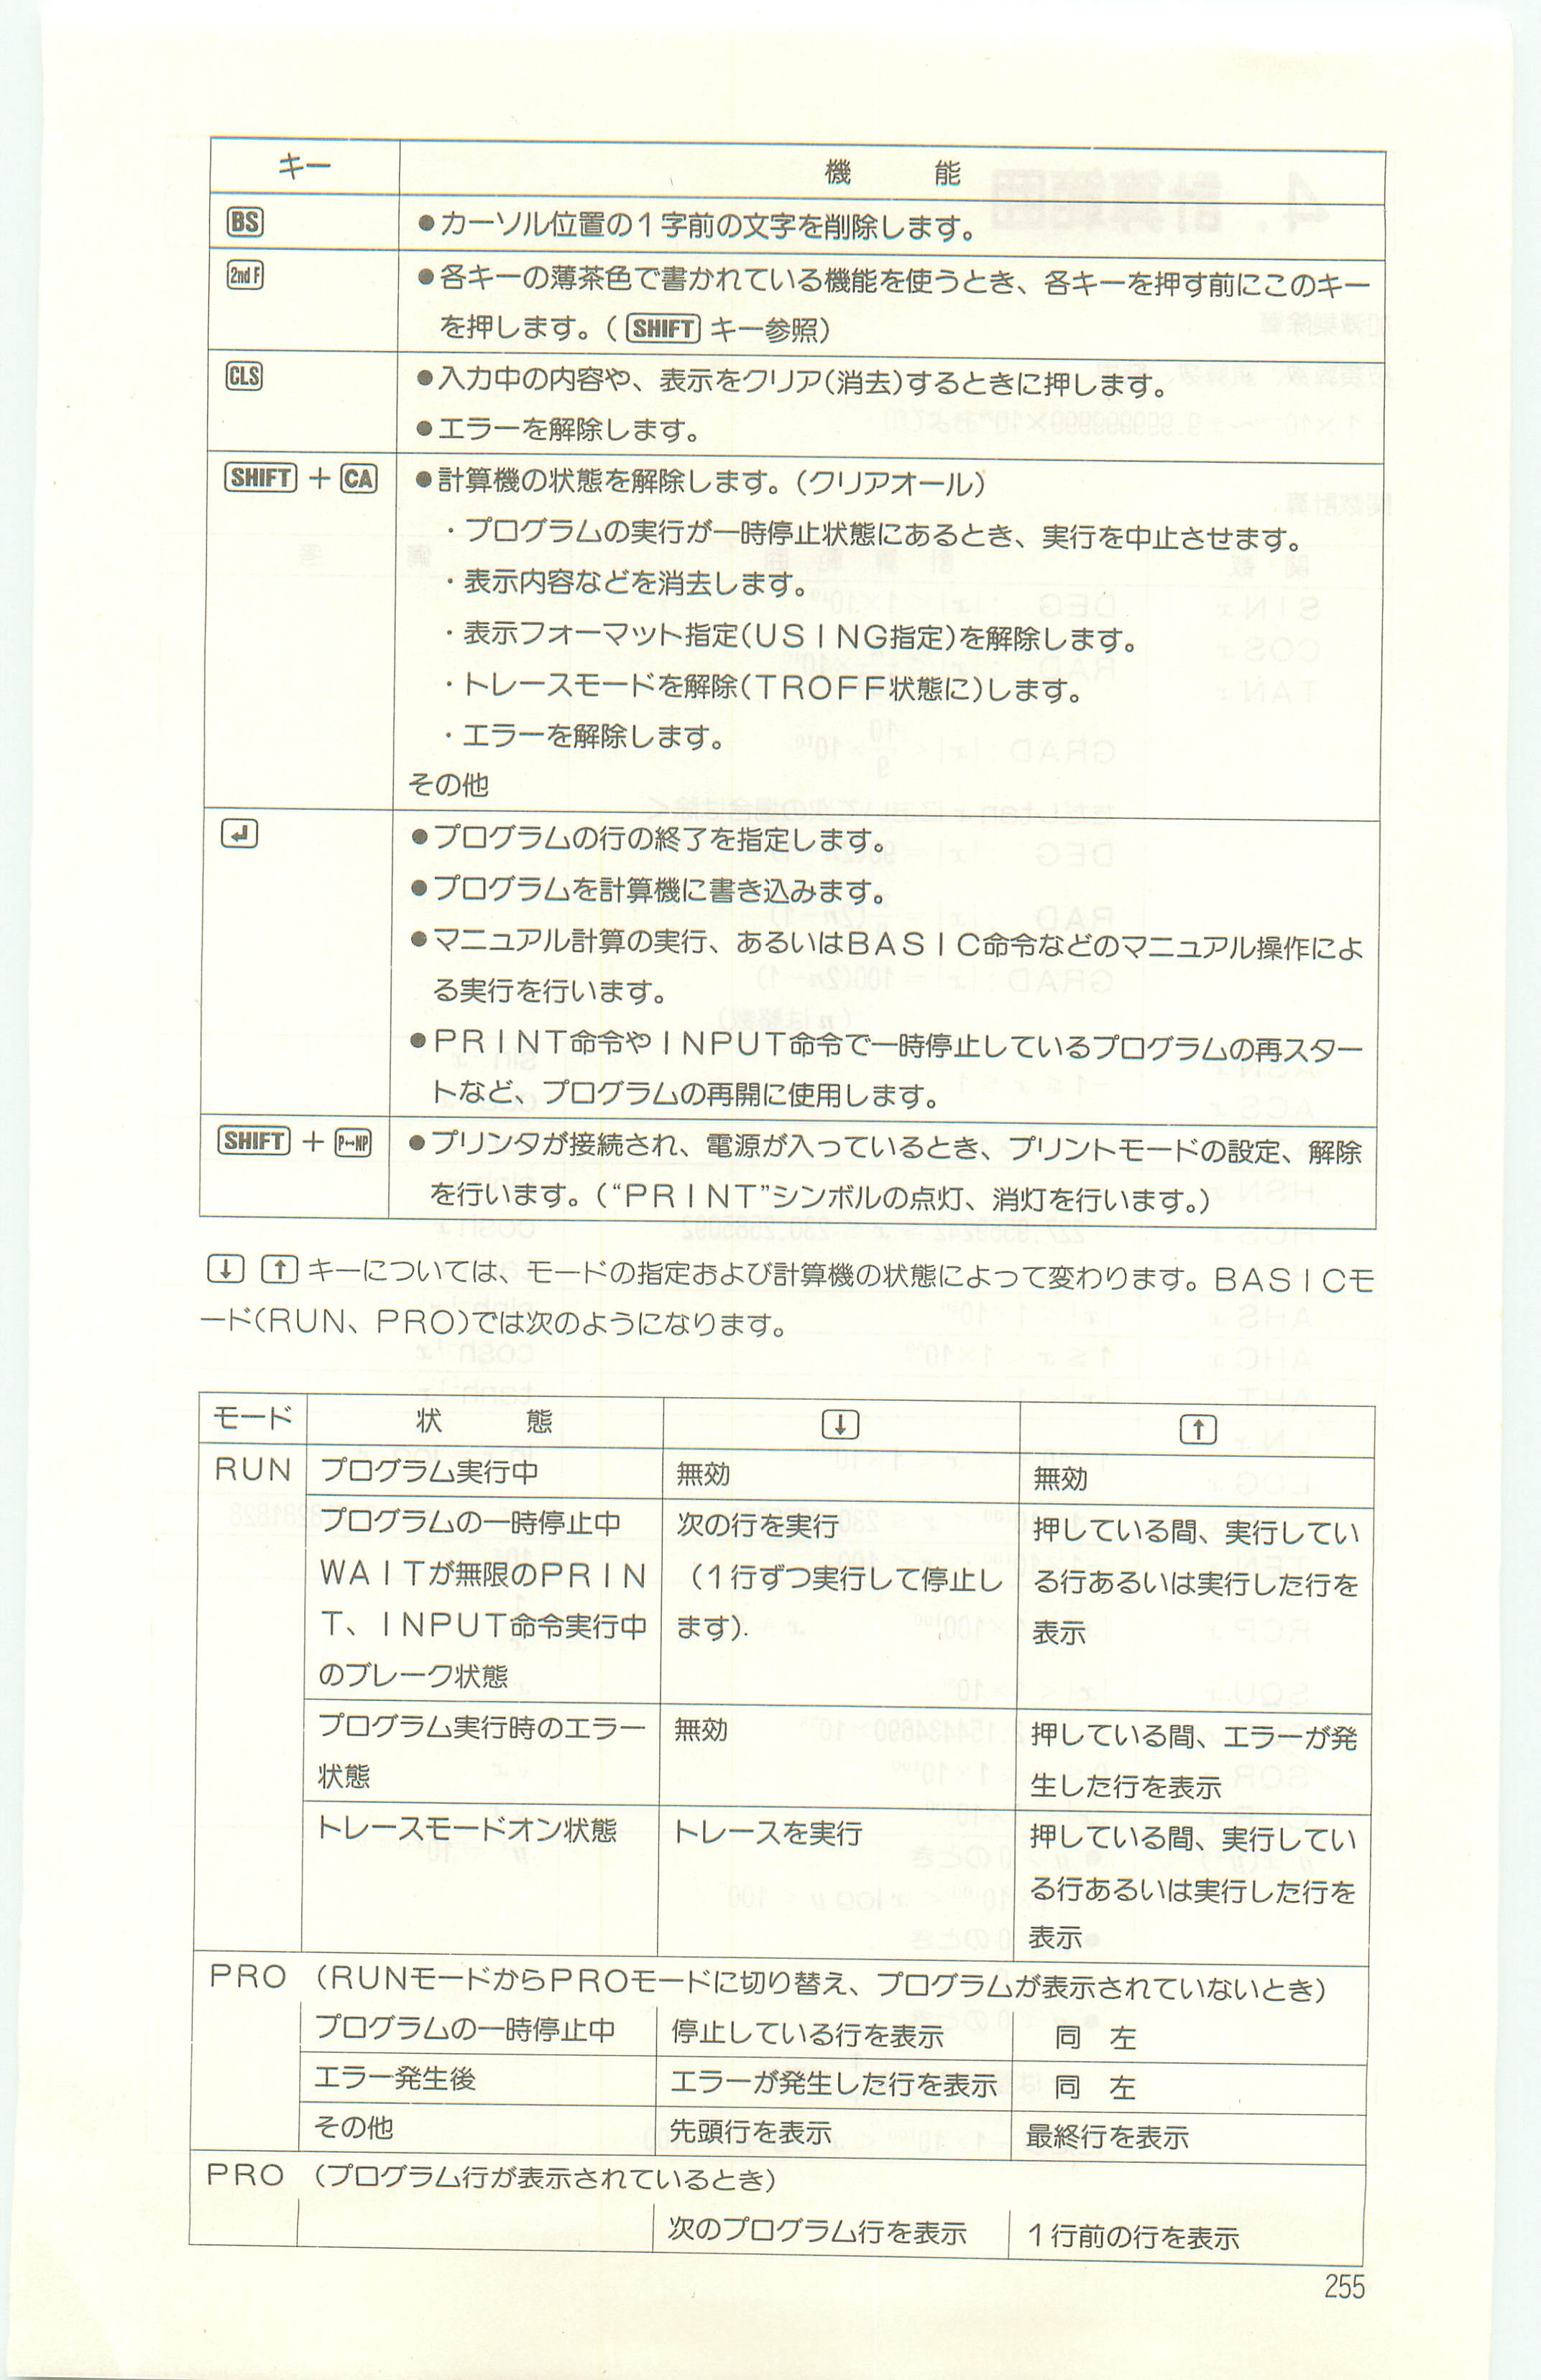 キー 機 能
BS ●カーソル位置の1字前の文字を削除します。
2nd F ●各キーの薄茶色で書かれている機能を使うとき、各キーを押す前にこのキー
を押します。(SHIFTキー参照)
CLS ●入力中の内容や、表示をクリア(消去)するときに押します。
●エラーを解除します。
SHIFT + CA ●計算機の状態を解除します。(クリアオール)
・プログラムの実行が一時停止状態にあるとき、実行を中止させます。
・表示内容などを消去します。
・表示フォーマット指定(USING指定)を解除します。
・トレースモードを解除(TROFF状態に)します。
・エラーを解除します。
その他
↲ ●プログラムの行の終了を指定します。
●プログラムを計算機に書き込みます。
●マニュアル計算の実行、あるいはBASIC命令などのマニュアル操作によ
る実行を行います。
●PRINT命令やINPUT命令で一時停止しているプログラムの再スター
トなど、プログラムの再開に使用します。
SHIFT + P↔NP ●プリンタが接続され、電源が入っているとき、プリントモードの設定、解除
を行います。(“PRINT”シンボルの点灯、消灯を行います。)
↓ ↑ キーについては、モードの指定および計算機の状態によって変わります。BASICモ
ード(RUN、PRO)では次のようになります。
モード 状 態 ↓ ↑
RUN プログラム実行中 無効 無効
プログラムの一時停止中 次の行を実行 押している間、実行してい
WAITが無限のPRIN (1行ずつ実行して停止し る行あるいは実行した行を
T、INPUT命令実行中 ます). 表示
のブレーク状態
プログラム実行時のエラー 無効 押している間、エラーが発
状態 生した行を表示
トレースモードオン状態 トレースを実行 押している間、実行してい
る行あるいは実行した行を
表示
PRO (RUNモードからPROモードに切り替え、プログラムが表示されていないとき)
プログラムの一時停止中 停止している行を表示 同 左
エラー発生後 エラーが発生した行を表示 同 左
その他 先頭行を表示 最終行を表示
PRO (プログラム行が表示されているとき)
次のプログラム行を表示 1行前の行を表示
255